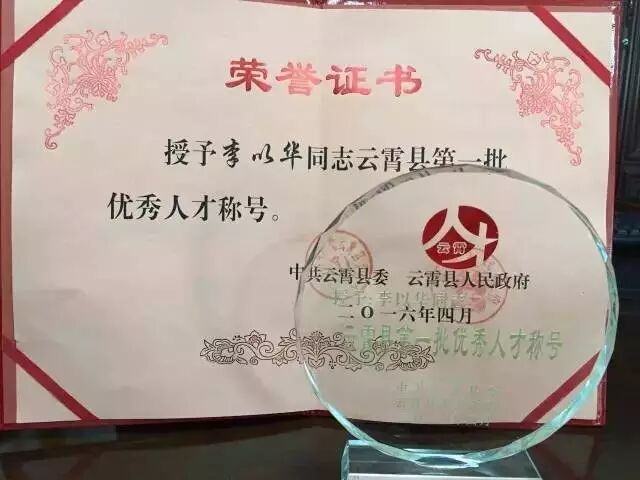 荣誉证书
授予李以华同志云霄县第一批
优秀人才称号。
云霄
中共云霄县委 云霄县人民政府
授予:李以华同志
二〇一六年四月
云霄县第一批优秀人才称号